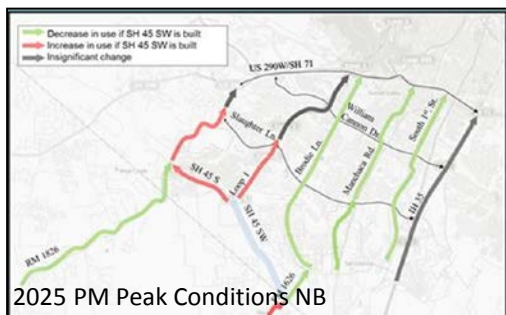 Decrease in use if SH 45 SW is built
Increase in use if SH 45 SW is built
Insignificant change
US 290W/SH 71
Slaughter Ln.
William
Cannon Dr.
South 1st St.
Brodie Ln.
Manchaca Rd.
SH 45 S
Loop 1
SH 45 SW
IH 35
RM 1826
1626
2025 PM Peak Conditions NB